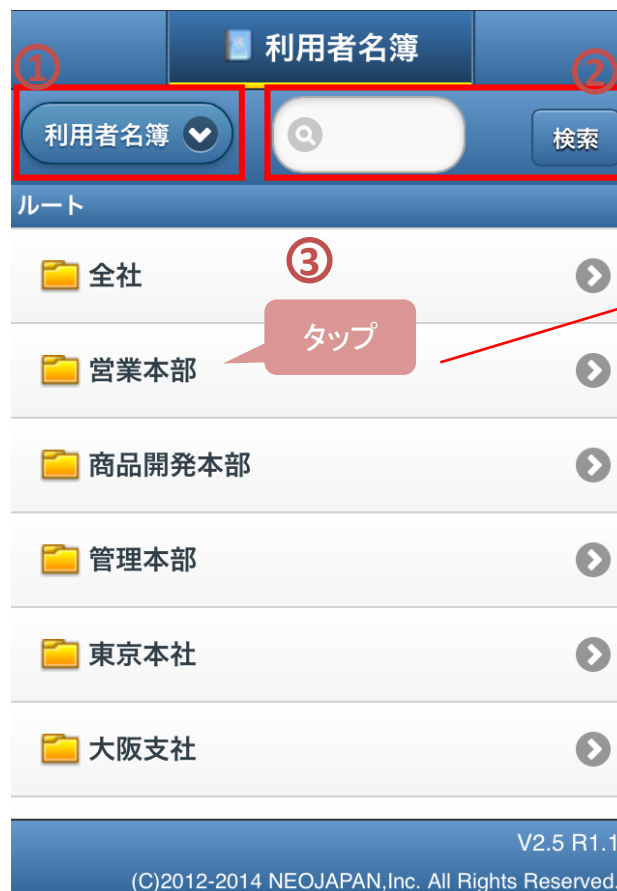 利用者名簿
①
②
利用者名簿
検索
ルート
③
全社
タップ
営業本部
商品開発本部
管理本部
東京本社
大阪支社
V2.5 R1.1
(C)2012-2014 NEOJAPAN,Inc. All Rights Reserved.